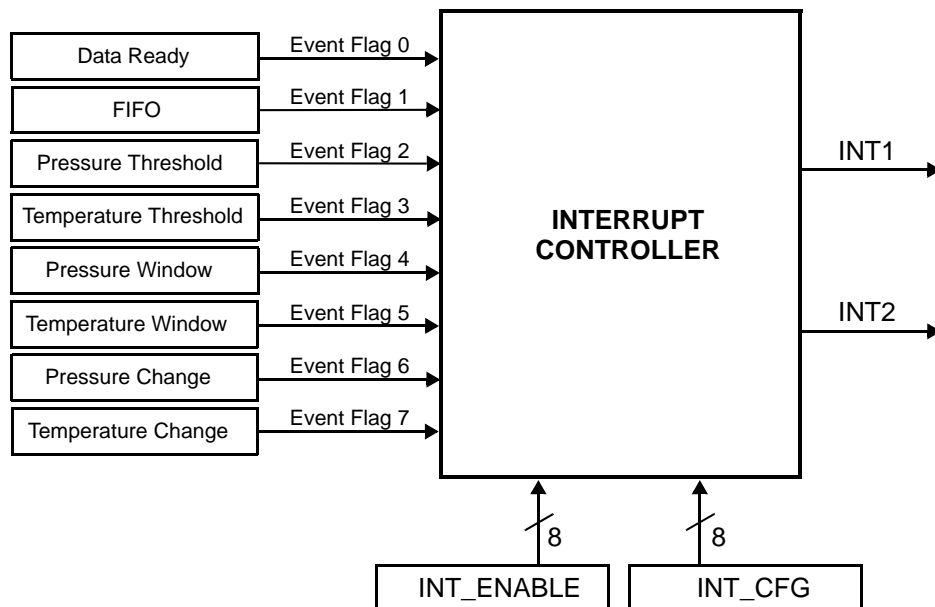 Data Ready
Event Flag 0
FIFO
Event Flag 1
Pressure Threshold
Event Flag 2
Temperature Threshold
Event Flag 3
Pressure Window
Event Flag 4
Temperature Window
Event Flag 5
Pressure Change
Event Flag 6
Temperature Change
Event Flag 7
INTERRUPT
CONTROLLER
INT1
INT2
8
8
INT_ENABLE
INT_CFG